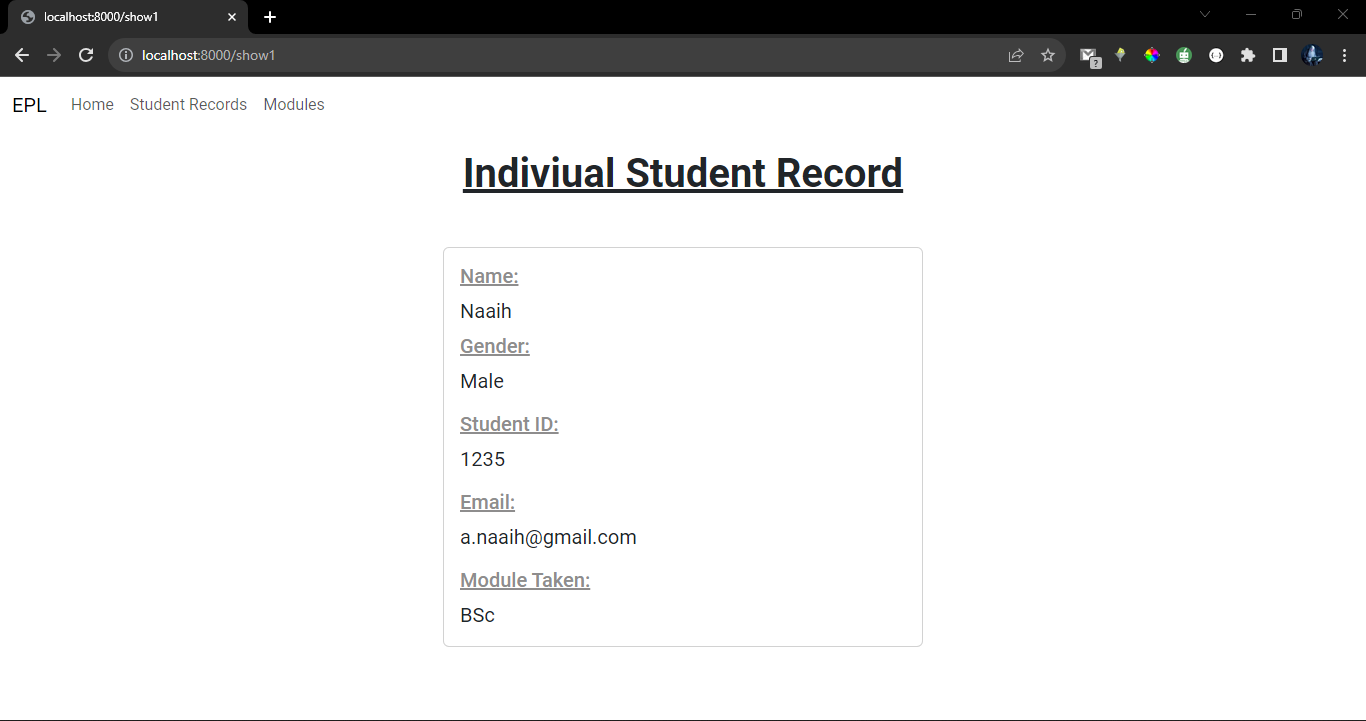 localhost:8000/show1
localhost:8000/show1
EPL Home Student Records Modules
Indiviual Student Record
Name:
Naaih
Gender:
Male
Student ID:
1235
Email:
a.naaih@gmail.com
Module Taken:
BSc